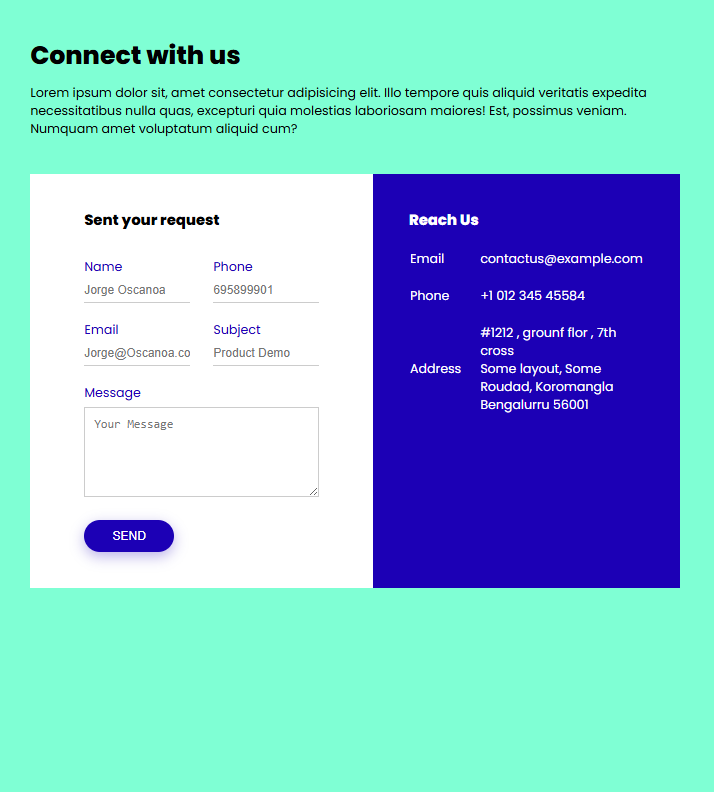 Connect with us
Lorem ipsum dolor sit, amet consectetur adipisicing elit. Illo tempore quis aliquid veritatis expedita
necessitatibus nulla quas, excepturi quia molestias laboriosam maiores! Est, possimus veniam.
Numquam amet voluptatum aliquid cum?
Sent your request
Name Phone
Jorge Oscanoa 695899901
Email Subject
Jorge@Oscanoa.co Product Demo
Message
Your Message
SEND
Reach Us
Email contactus@example.com
Phone +1 012 345 45584
#1212 , grounf flor , 7th
cross
Address Some layout, Some
Roudad, Koromangla
Bengalurru 56001